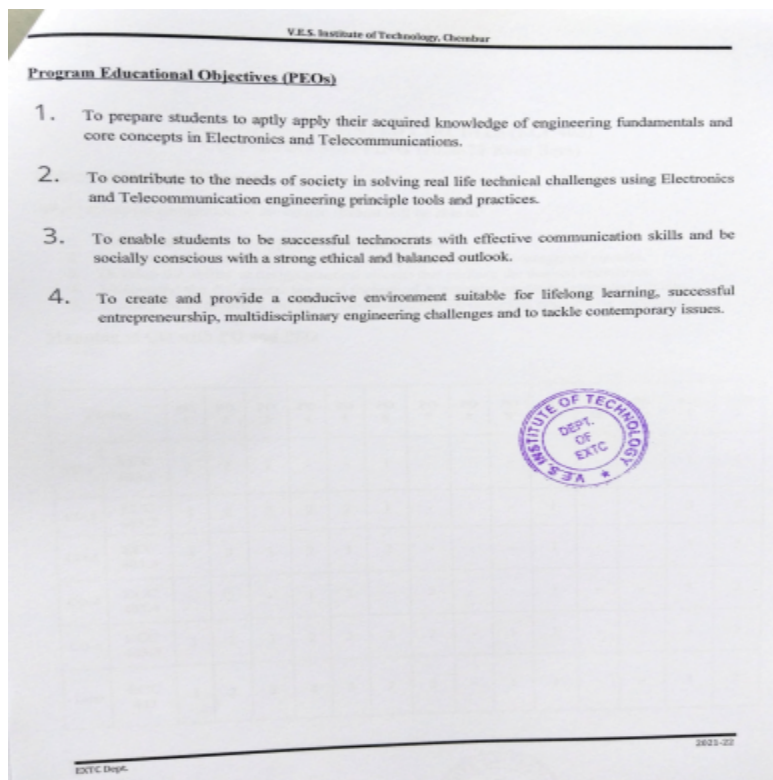 V.E.S. Institute of Technology, Chembur
Program Educational Objectives (PEOs)
1. To prepare students to aptly apply their acquired knowledge of engineering fundamentals and
core concepts in Electronics and Telecommunications.
2. To contribute to the needs of society in solving real life technical challenges using Electronics
and Telecommunication engineering principle tools and practices.
3. To enable students to be successful technocrats with effective communication skills and be
socially conscious with a strong ethical and balanced outlook.
4. To create and provide a conducive environment suitable for lifelong learning, successful
entrepreneurship, multidisciplinary engineering challenges and to tackle contemporary issues.
V.E.S. INSTITUTE OF TECHNOLOGY ★
DEPT.
OF
EXTC
2021-22
EXTC Dept.